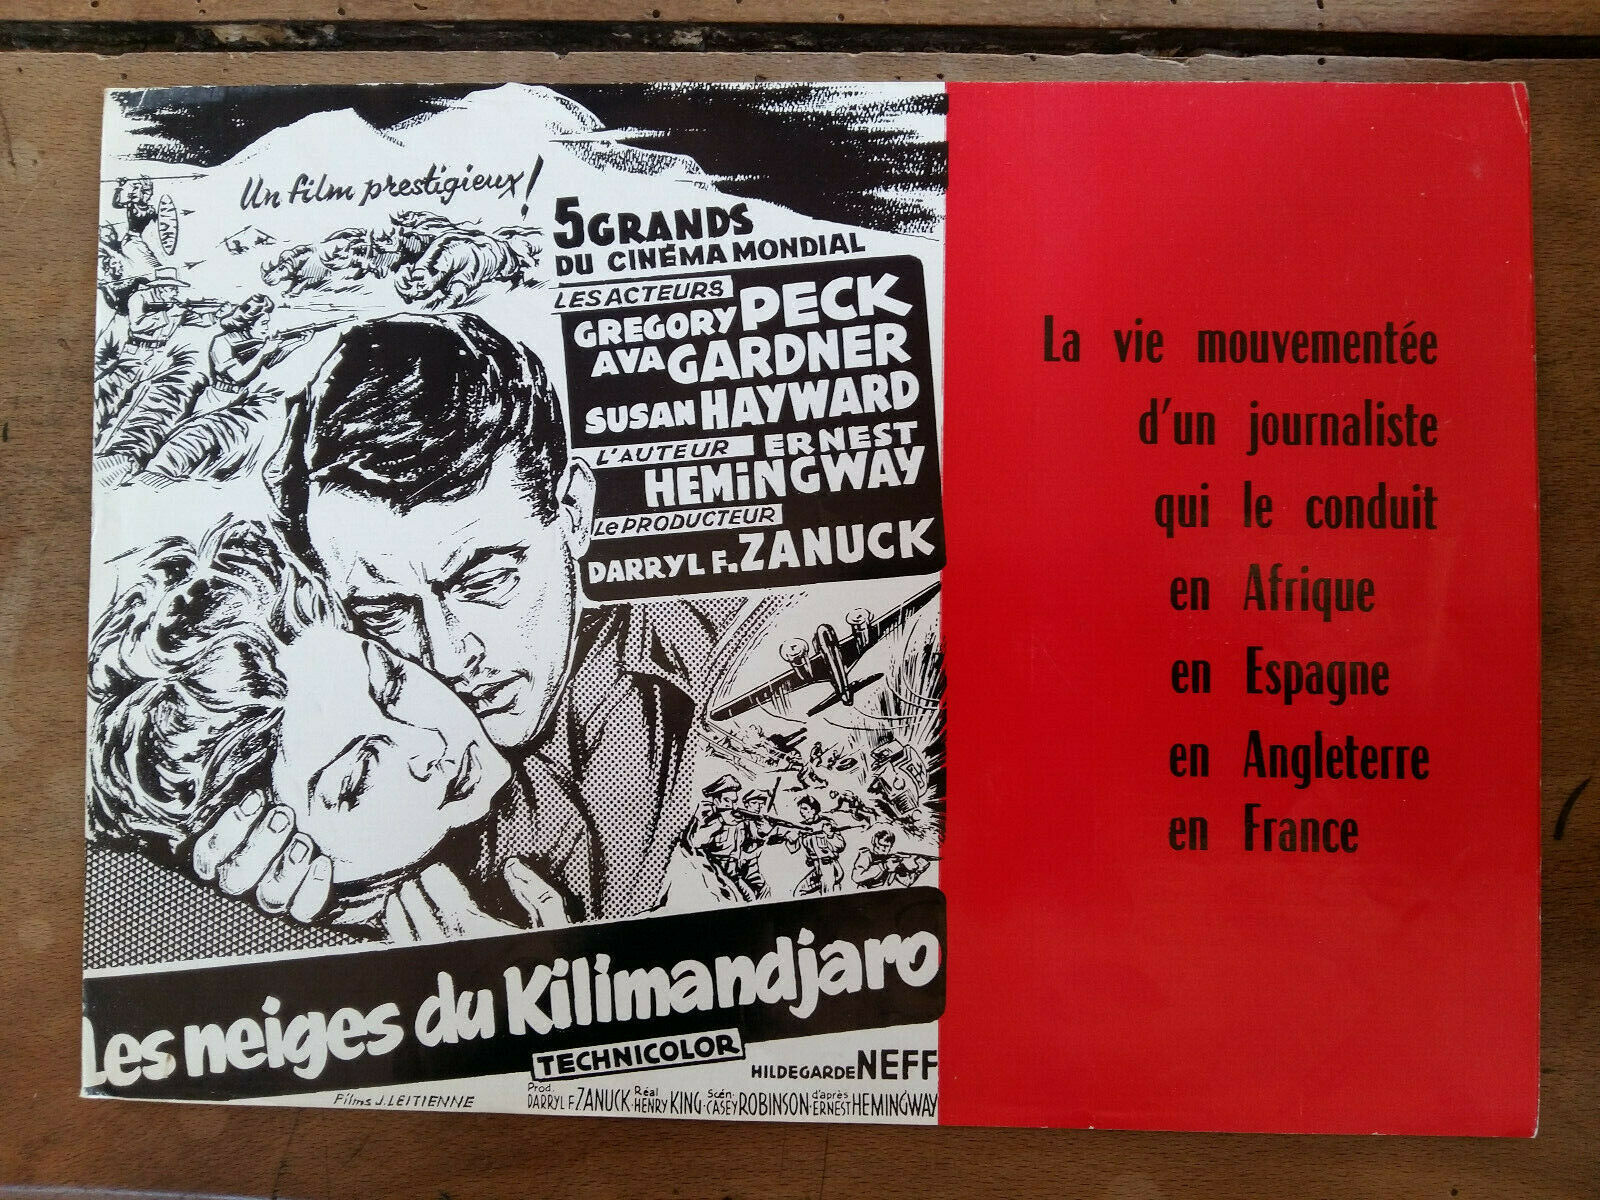 Un film prestigieux!
5 GRANDS
DU CINÉMA MONDIAL
LES ACTEURS
GREGORY PECK
AVA GARDNER
SUSAN HAYWARD
L'AUTEUR ERNEST
HEMINGWAY
Le PRODUCTEUR
DARRYL F. ZANUCK
Les neiges du Kilimandjaro
TECHNICOLOR
HILDEGARDE NEFF
Films J. LEITIENNE
Prod. DARRYL F. ZANUCK · Réal. HENRY KING · Scén. CASEY ROBINSON · d'après ERNEST HEMINGWAY
La vie mouvementée
d'un journaliste
qui le conduit
en Afrique
en Espagne
en Angleterre
en France